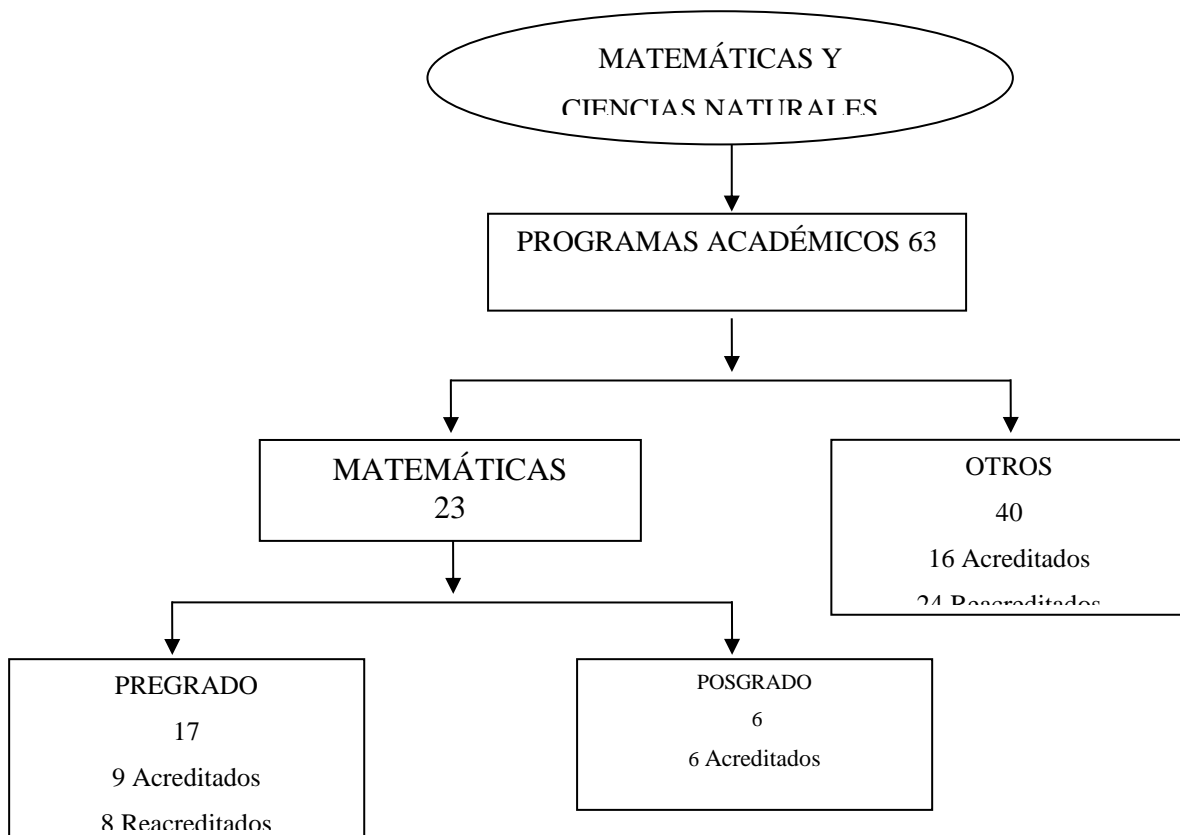 MATEMÁTICAS Y
CIENCIAS NATURALES
PROGRAMAS ACADÉMICOS 63
MATEMÁTICAS
23
OTROS
40
16 Acreditados
24 Reacreditados
PREGRADO
17
9 Acreditados
8 Reacreditados
POSGRADO
6
6 Acreditados